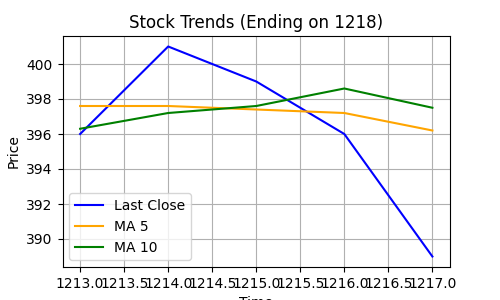 Stock Trends (Ending on 1218)
Price
400
398
396
394
392
390
Last Close
MA 5
MA 10
1213.0 1213.5 1214.0 1214.5 1215.0 1215.5 1216.0 1216.5 1217.0
Time